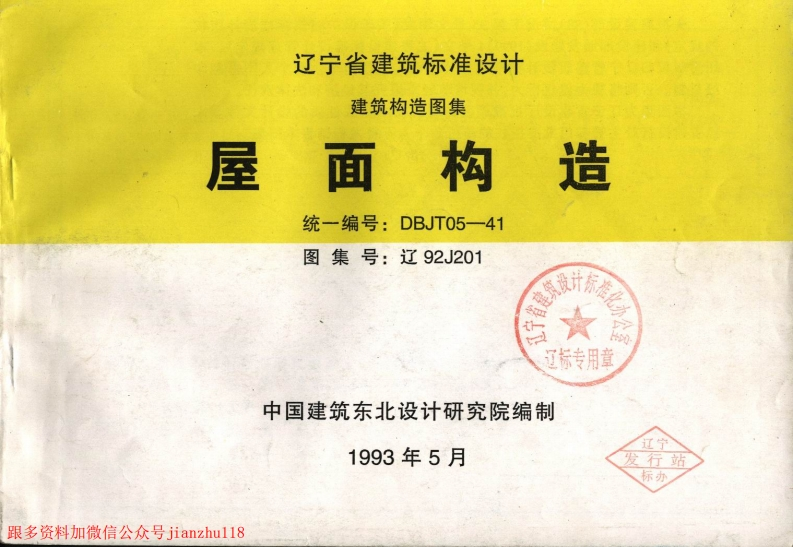 辽宁省建筑标准设计
建筑构造图集
屋面构造
统一编号：DBJT05—41
图集号：辽92J201
辽宁省建筑设计标准化办公室
辽标专用章
中国建筑东北设计研究院编制
1993年5月
辽宁
发行站
标办
跟多资料加微信公众号jianzhu118